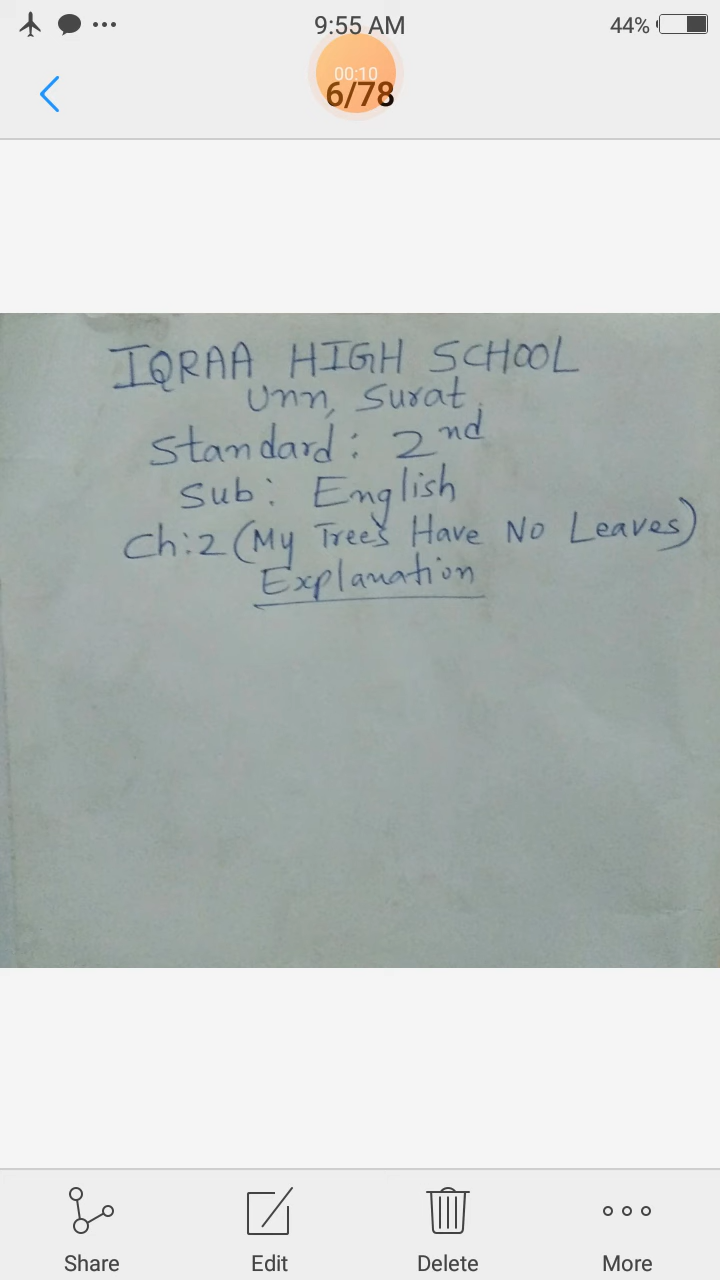 9:55 AM
44%
00:10
6/78
IQRAA HIGH SCHOOL
Unn, Surat.
Standard: 2nd
Sub: English
Ch:2 (My Trees Have No Leaves)
Explanation
Share
Edit
Delete
More